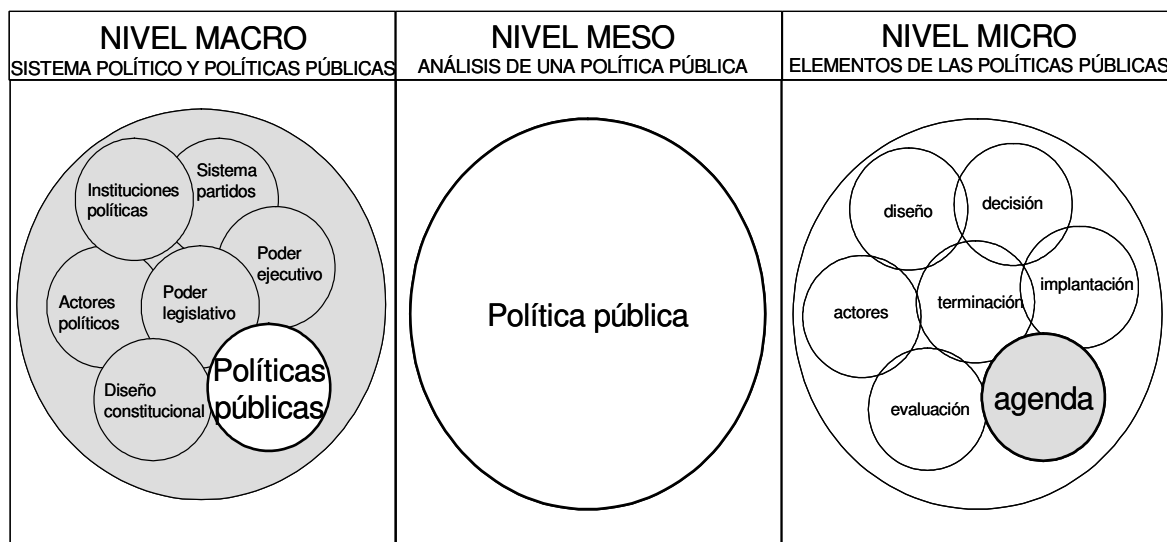 NIVEL MACRO
SISTEMA POLÍTICO Y POLÍTICAS PÚBLICAS
Instituciones
políticas
Sistema
partidos
Poder
ejecutivo
Actores
políticos
Poder
legislativo
Diseño
constitucional
Políticas
públicas
NIVEL MESO
ANÁLISIS DE UNA POLÍTICA PÚBLICA
Política pública
NIVEL MICRO
ELEMENTOS DE LAS POLÍTICAS PÚBLICAS
diseño
decisión
actores
terminación
implantación
evaluación
agenda